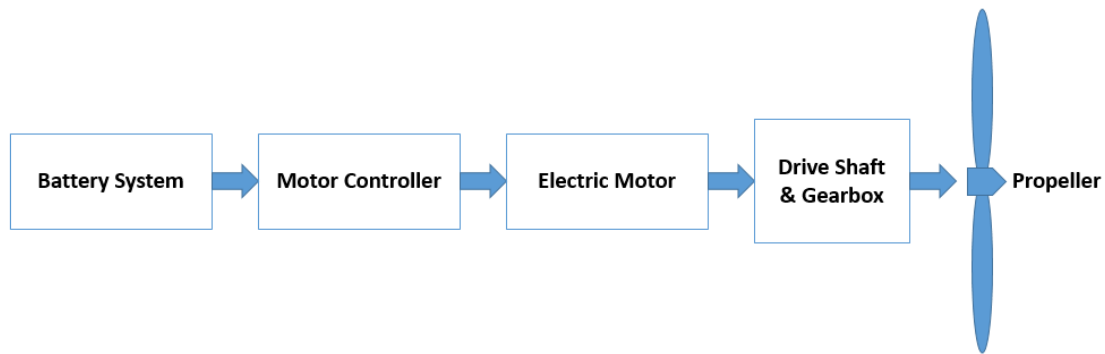 Battery System
Motor Controller
Electric Motor
Drive Shaft
& Gearbox
Propeller